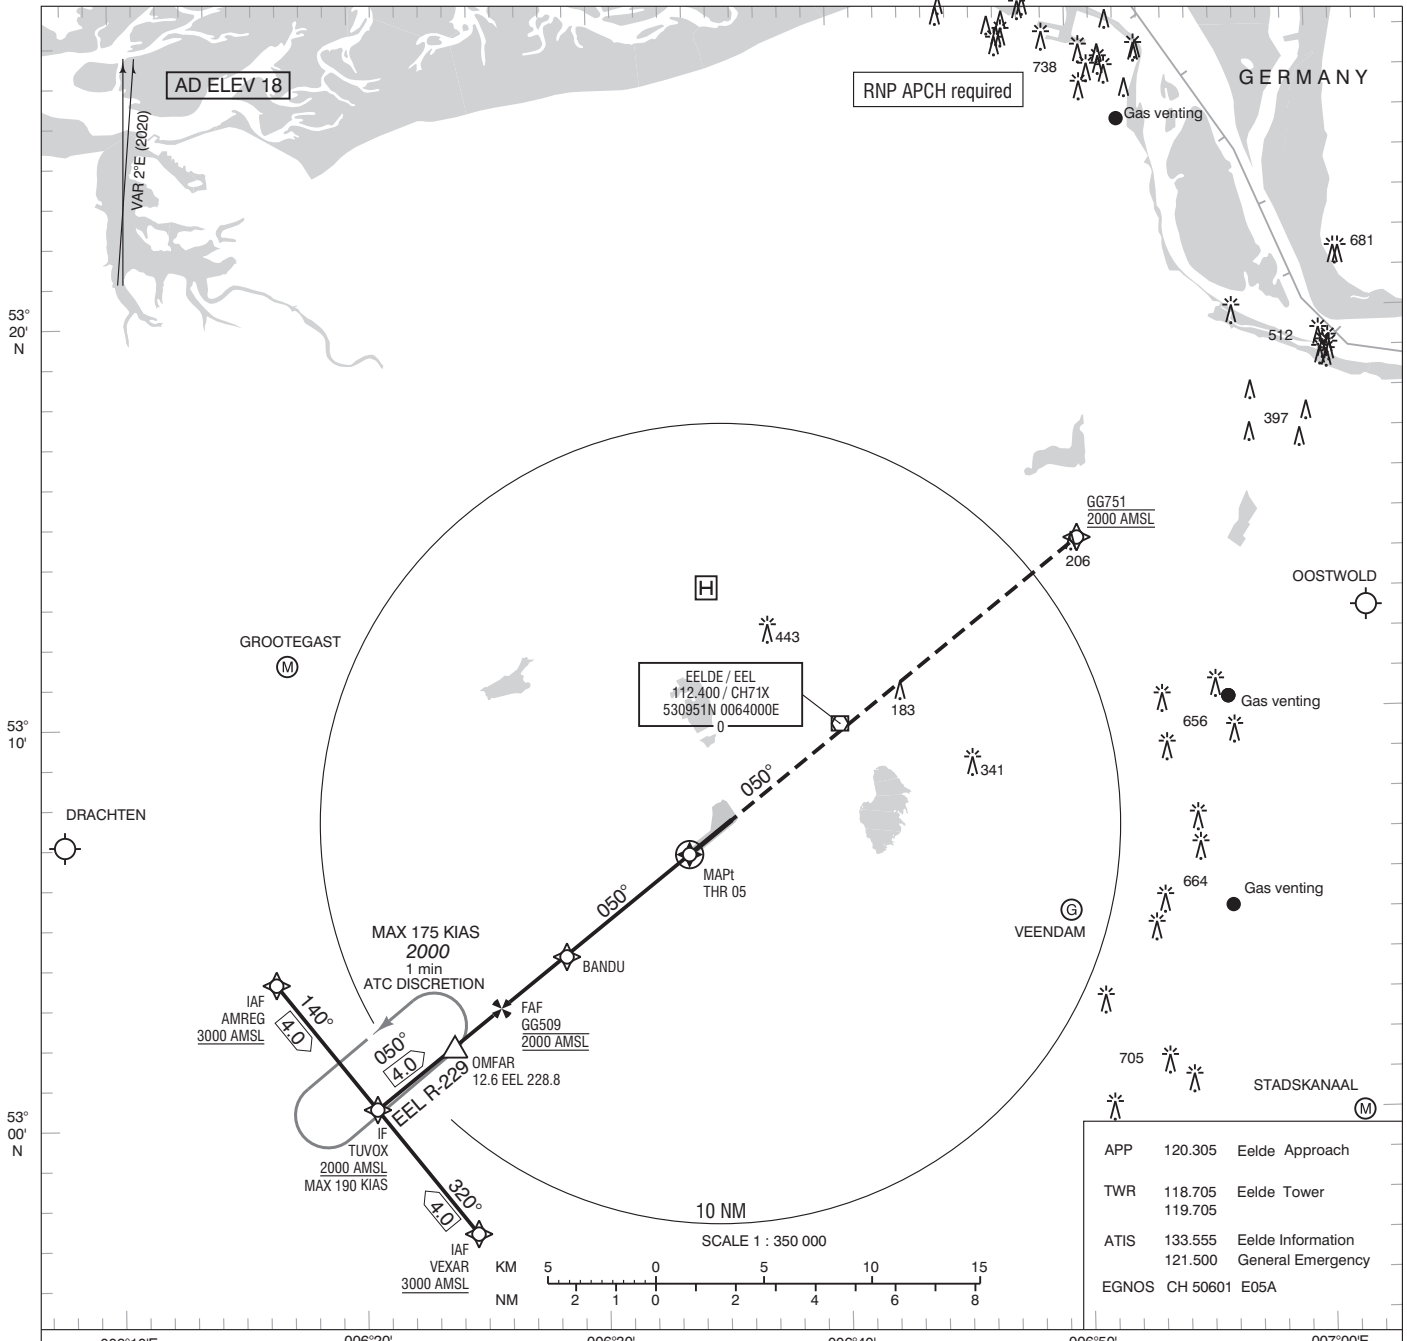 AD ELEV 18
VAR 2°E (2020)
RNP APCH required
GERMANY
738
Gas venting
681
53°
20'
N
512
397
GG751
2000 AMSL
206
OOSTWOLD
H
443
GROOTEGAST
M
EELDE / EEL
112.400 / CH71X
530951N 0064000E
0
183
Gas venting
656
53°
10'
341
050°
DRACHTEN
MAPt
THR 05
664
Gas venting
050°
G
VEENDAM
MAX 175 KIAS
2000
1 min
ATC DISCRETION
BANDU
IAF
AMREG
3000 AMSL
140°
4.0
FAF
GG509
2000 AMSL
050°
4.0
OMFAR
12.6 EEL 228.8
EEL R-229
705
STADSKANAAL
M
53°
00'
N
IF
TUVOX
2000 AMSL
MAX 190 KIAS
320°
4.0
IAF
VEXAR
3000 AMSL
10 NM
SCALE 1 : 350 000
KM 5 0 5 10 15
NM 2 1 0 2 4 6 8
APP 120.305 Eelde Approach
TWR 118.705 Eelde Tower
119.705
ATIS 133.555 Eelde Information
121.500 General Emergency
EGNOS CH 50601 E05A
006°20' 006°50' 007°00'E